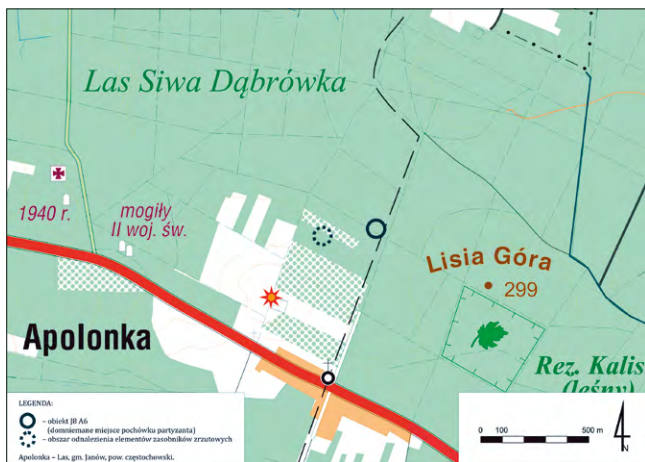 Las Siwa Dąbrówka
1940 r.
mogiły
II woj. św.
Lisia Góra
299
Apolonka
Rez. Kalis
(leśny)
LEGENDA:
– obiekt J8 A6
(domniemane miejsce pochówku partyzanta)
– obszar odnalezienia elementów zasobników zrzutowych
Apolonka – Las, gm. Janów, pow. częstochowski.
0 100 500 m